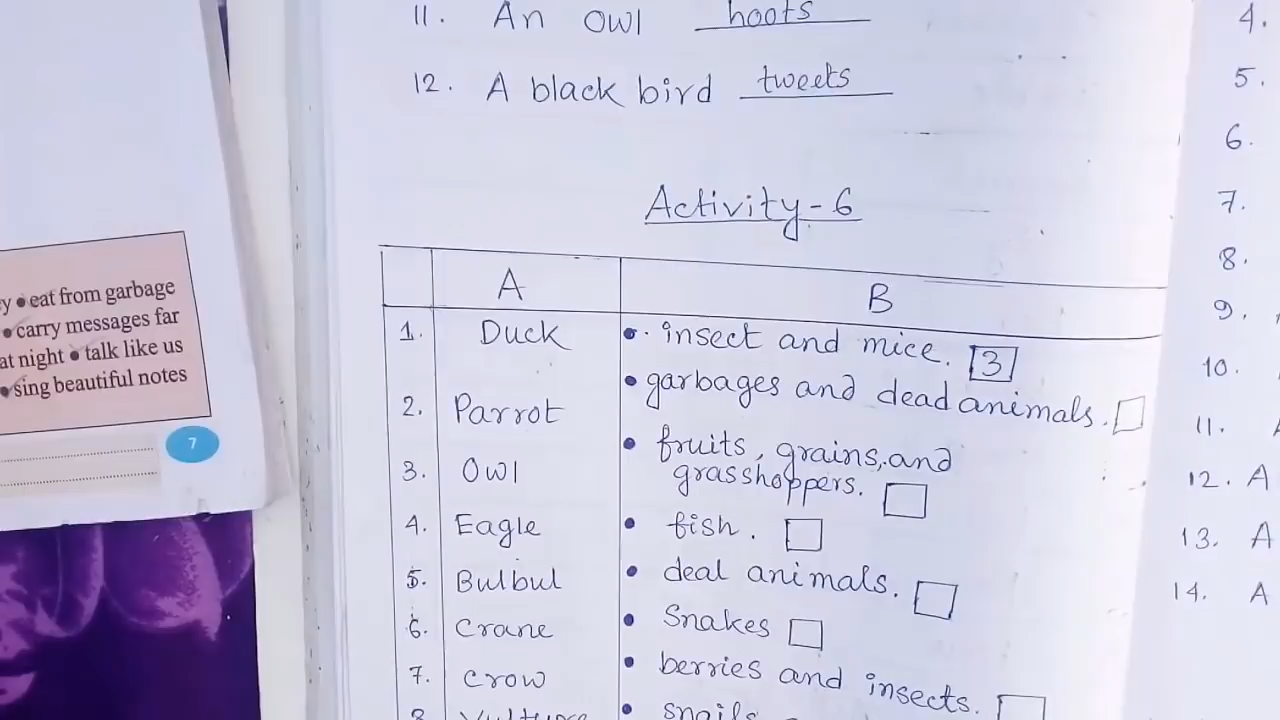 11. An owl hoots
12. A black bird tweets
Activity-6
A B
1. Duck • insect and mice. 3
• garbages and dead animals.
2. Parrot
• fruits, grains, and
grasshoppers.
3. Owl
4. Eagle • fish.
5. Bulbul • deal animals.
6. Crane • Snakes
7. Crow • berries and insects.
8. • snails
y • eat from garbage
• carry messages far
at night • talk like us
• sing beautiful notes
7
4.
5.
6.
7.
8.
9.
10.
11.
12. A
13. A
14. A